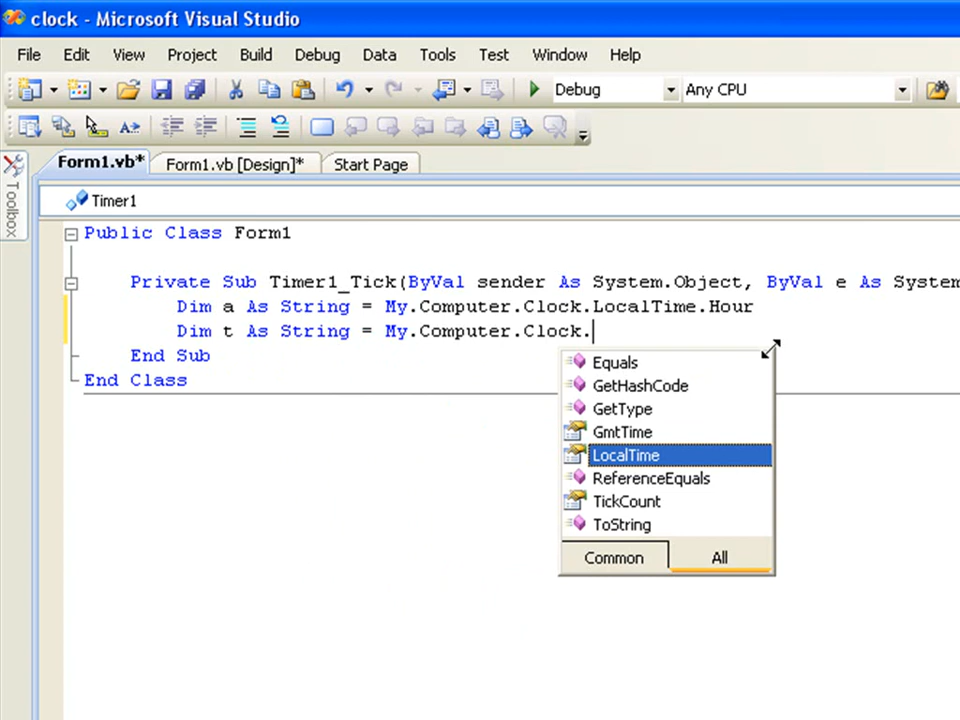 clock - Microsoft Visual Studio
File Edit View Project Build Debug Data Tools Test Window Help
Debug Any CPU
Form1.vb* Form1.vb [Design]* Start Page
Toolbox
Timer1
Public Class Form1
Private Sub Timer1_Tick(ByVal sender As System.Object, ByVal e As System
Dim a As String = My.Computer.Clock.LocalTime.Hour
Dim t As String = My.Computer.Clock.
End Sub
End Class
Equals
GetHashCode
GetType
GmtTime
LocalTime
ReferenceEquals
TickCount
ToString
Common All